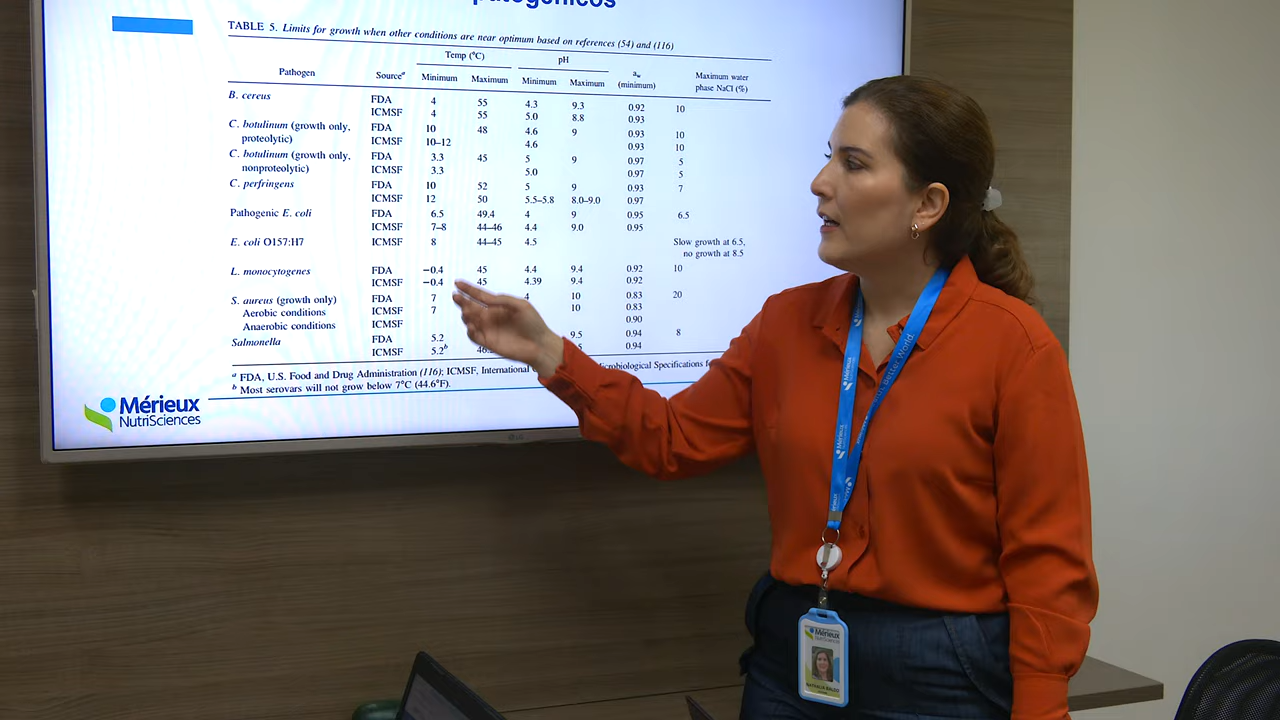 patogênicos
TABLE 5. Limits for growth when other conditions are near optimum based on references (54) and (116)
Temp (°C) pH
Pathogen Sourceᵃ Minimum Maximum Minimum Maximum a_w (minimum) Maximum water phase NaCl (%)
B. cereus FDA 4 55 4.3 9.3 0.92 10
ICMSF 4 55 5.0 8.8 0.93
C. botulinum (growth only, proteolytic) FDA 10 48 4.6 9 0.93 10
ICMSF 10–12 4.6 0.93 10
C. botulinum (growth only, nonproteolytic) FDA 3.3 45 5 9 0.97 5
ICMSF 3.3 5.0 0.97 5
C. perfringens FDA 10 52 5 9 0.93 7
ICMSF 12 50 5.5–5.8 8.0–9.0 0.97
Pathogenic E. coli FDA 6.5 49.4 4 9 0.95 6.5
ICMSF 7–8 44–46 4.4 9.0 0.95
E. coli O157:H7 ICMSF 8 44–45 4.5 Slow growth at 6.5, no growth at 8.5
L. monocytogenes FDA −0.4 45 4.4 9.4 0.92 10
ICMSF −0.4 45 4.39 9.4 0.92
S. aureus (growth only) FDA 7 4 10 0.83 20
Aerobic conditions ICMSF 7 10 0.83
Anaerobic conditions ICMSF 0.90
Salmonella FDA 5.2 9.5 0.94 8
ICMSF 5.2ᵇ 0.94
ᵃ FDA, U.S. Food and Drug Administration (116); ICMSF, International Microbiological Specifications
ᵇ Most serovars will not grow below 7°C (44.6°F).
Mérieux
NutriSciences
LG
Better World.
Mérieux
NutriSciences